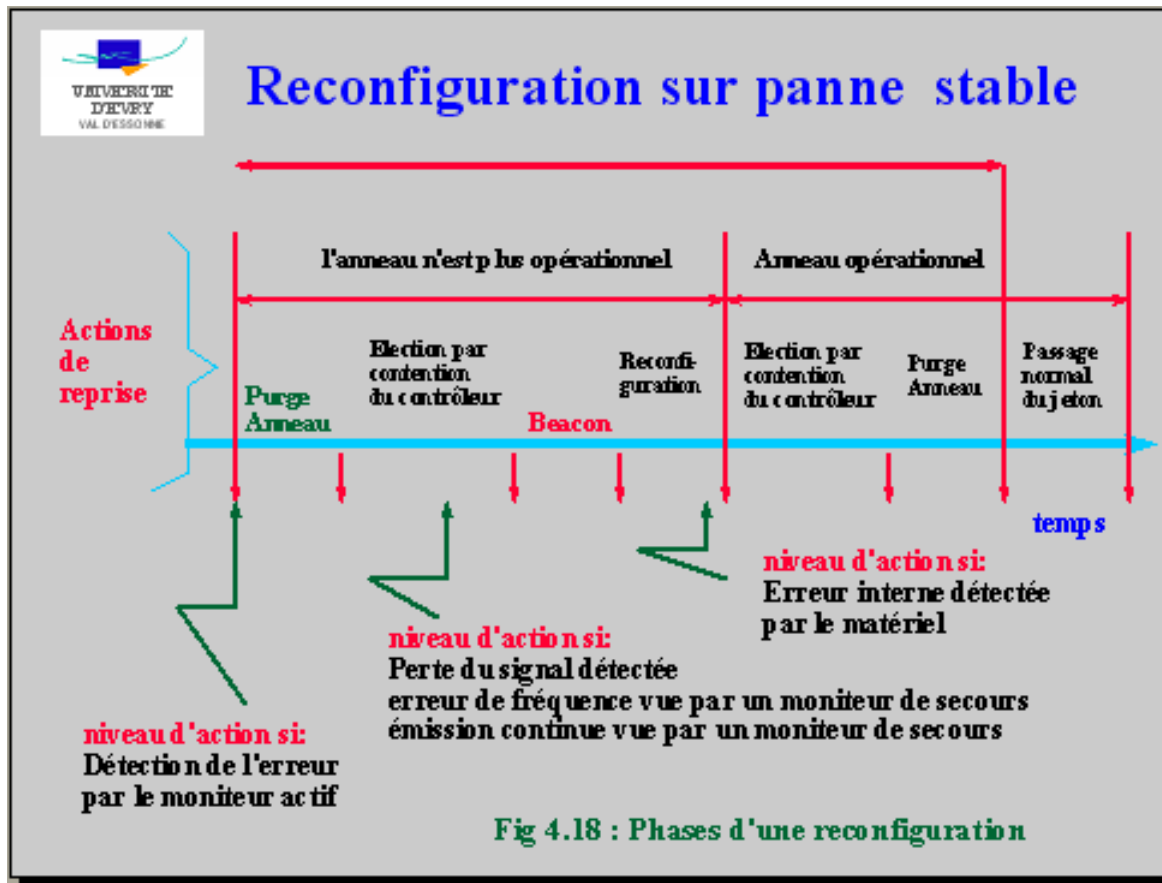 UNIVERSITE
D'EVRY
VAL D'ESSONNE
Reconfiguration sur panne stable
l'anneau n'est plus opérationnel
Anneau opérationnel
Actions
de
reprise
Purge
Anneau
Election par
contention
du contrôleur
Beacon
Reconfi-
guration
Election par
contention
du contrôleur
Purge
Anneau
Passage
normal
du jeton
temps
niveau d'action si:
Erreur interne détectée
par le matériel
niveau d'action si:
Perte du signal détectée
erreur de fréquence vue par un moniteur de secours
émission continue vue par un moniteur de secours
niveau d'action si:
Détection de l'erreur
par le moniteur actif
Fig 4.18 : Phases d'une reconfiguration